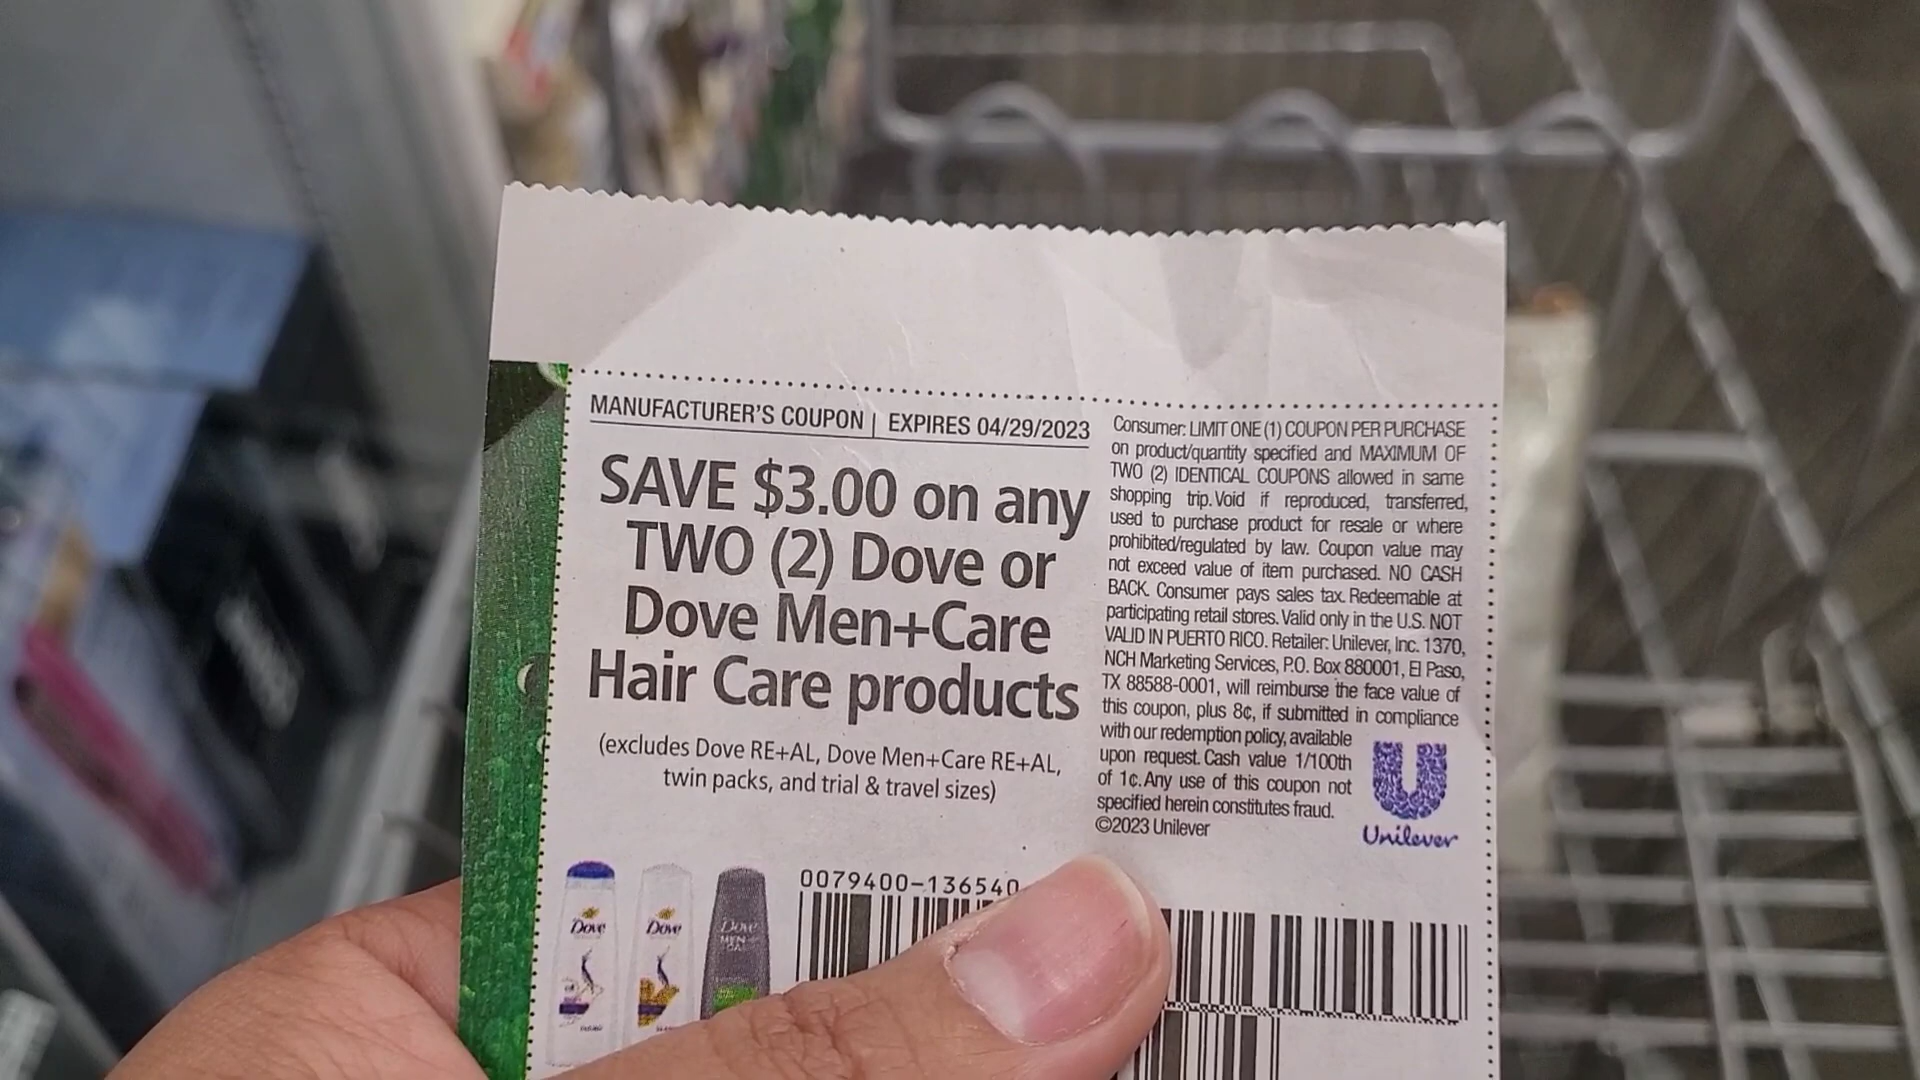 MANUFACTURER'S COUPON | EXPIRES 04/29/2023
SAVE $3.00 on any
TWO (2) Dove or
Dove Men+Care
Hair Care products
(excludes Dove RE+AL, Dove Men+Care RE+AL,
twin packs, and trial & travel sizes)
Consumer: LIMIT ONE (1) COUPON PER PURCHASE
on product/quantity specified and MAXIMUM OF
TWO (2) IDENTICAL COUPONS allowed in same
shopping trip. Void if reproduced, transferred,
used to purchase product for resale or where
prohibited/regulated by law. Coupon value may
not exceed value of item purchased. NO CASH
BACK. Consumer pays sales tax. Redeemable at
participating retail stores. Valid only in the U.S. NOT
VALID IN PUERTO RICO. Retailer: Unilever, Inc. 1370,
NCH Marketing Services, P.O. Box 880001, El Paso,
TX 88588-0001, will reimburse the face value of
this coupon, plus 8¢, if submitted in compliance
with our redemption policy, available
upon request. Cash value 1/100th
of 1¢. Any use of this coupon not
specified herein constitutes fraud.
©2023 Unilever
Unilever
0079400-136540
Dove
Dove
Dove
MEN